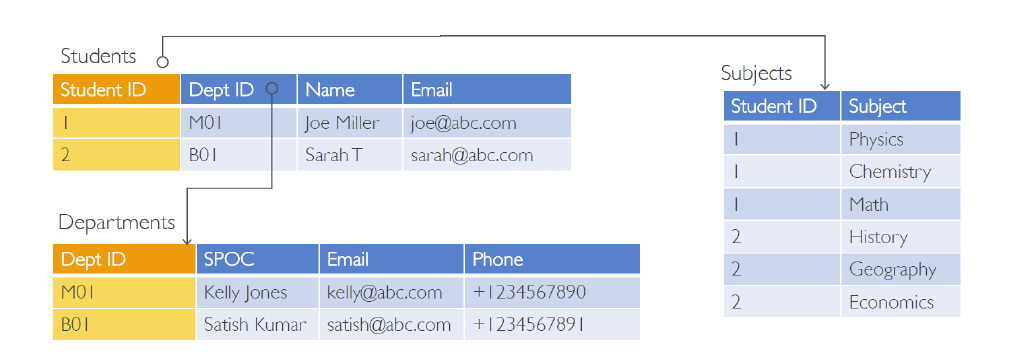 Students
Student ID Dept ID Name Email
1 M01 Joe Miller joe@abc.com
2 B01 Sarah T sarah@abc.com
Departments
Dept ID SPOC Email Phone
M01 Kelly Jones kelly@abc.com +1234567890
B01 Satish Kumar satish@abc.com +1234567891
Subjects
Student ID Subject
1 Physics
1 Chemistry
1 Math
2 History
2 Geography
2 Economics